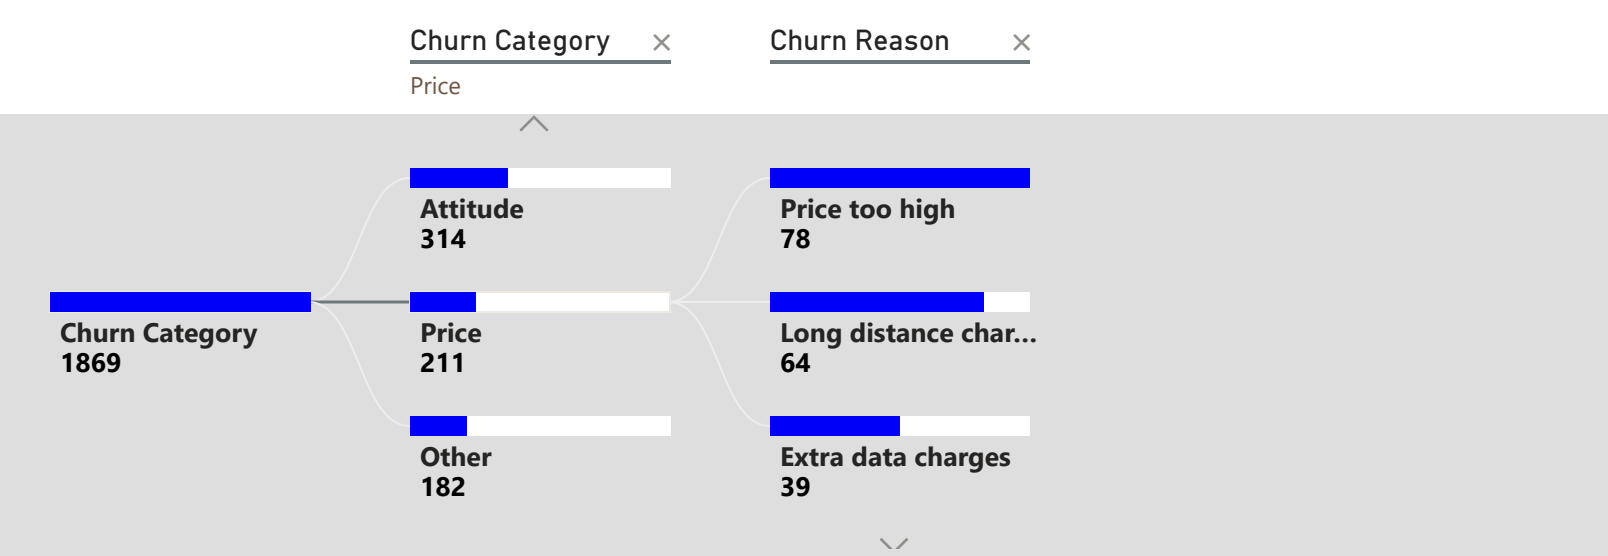 Churn Category
Churn Reason
Price
Attitude
314
Price too high
78
Churn Category
1869
Price
211
Long distance char...
64
Other
182
Extra data charges
39